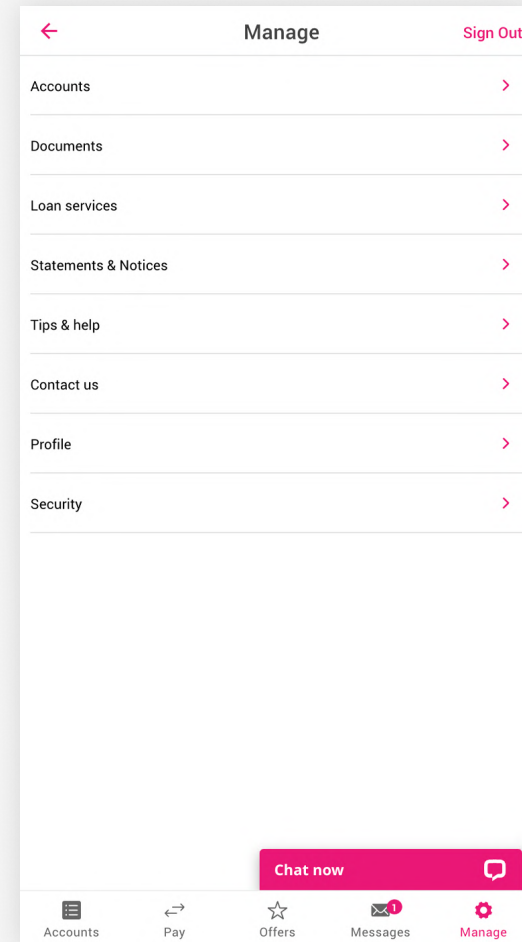 Manage
Sign Out
Accounts
Documents
Loan services
Statements & Notices
Tips & help
Contact us
Profile
Security
Chat now
1
Accounts
Pay
Offers
Messages
Manage